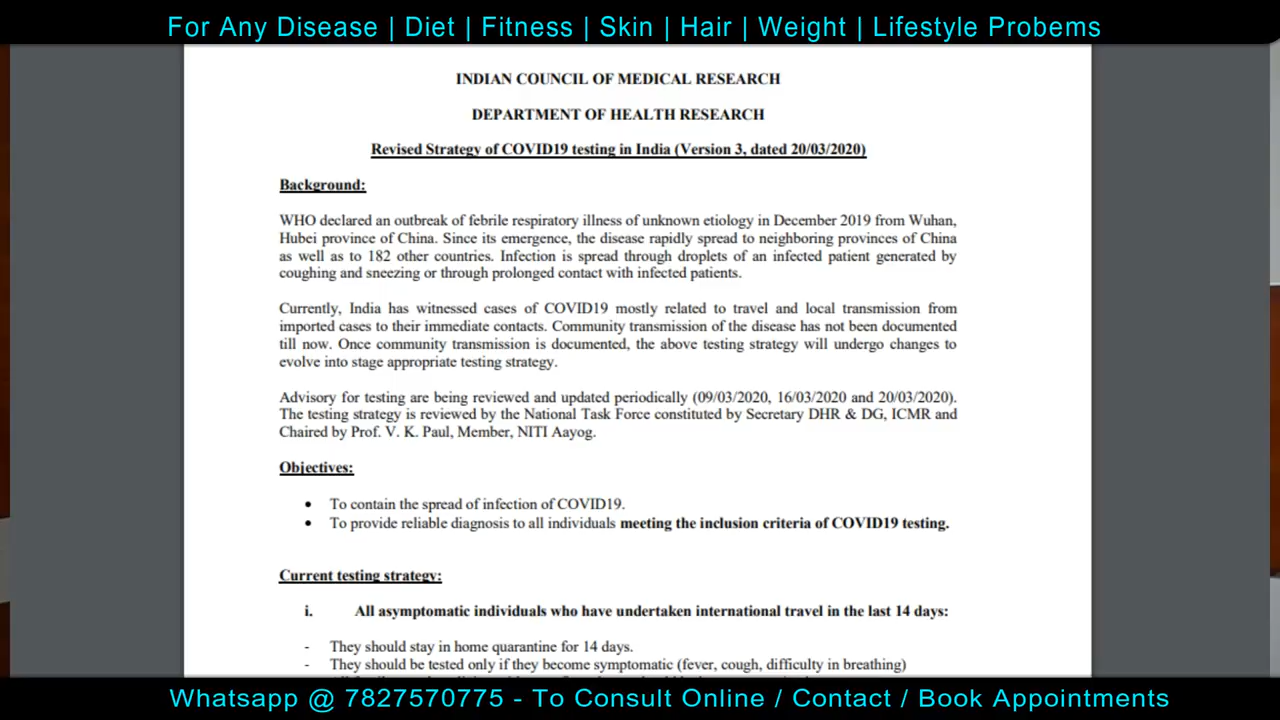 For Any Disease | Diet | Fitness | Skin | Hair | Weight | Lifestyle Probems
INDIAN COUNCIL OF MEDICAL RESEARCH
DEPARTMENT OF HEALTH RESEARCH
Revised Strategy of COVID19 testing in India (Version 3, dated 20/03/2020)
Background:
WHO declared an outbreak of febrile respiratory illness of unknown etiology in December 2019 from Wuhan,
Hubei province of China. Since its emergence, the disease rapidly spread to neighboring provinces of China
as well as to 182 other countries. Infection is spread through droplets of an infected patient generated by
coughing and sneezing or through prolonged contact with infected patients.
Currently, India has witnessed cases of COVID19 mostly related to travel and local transmission from
imported cases to their immediate contacts. Community transmission of the disease has not been documented
till now. Once community transmission is documented, the above testing strategy will undergo changes to
evolve into stage appropriate testing strategy.
Advisory for testing are being reviewed and updated periodically (09/03/2020, 16/03/2020 and 20/03/2020).
The testing strategy is reviewed by the National Task Force constituted by Secretary DHR & DG, ICMR and
Chaired by Prof. V. K. Paul, Member, NITI Aayog.
Objectives:
• To contain the spread of infection of COVID19.
• To provide reliable diagnosis to all individuals meeting the inclusion criteria of COVID19 testing.
Current testing strategy:
i. All asymptomatic individuals who have undertaken international travel in the last 14 days:
- They should stay in home quarantine for 14 days.
- They should be tested only if they become symptomatic (fever, cough, difficulty in breathing)
Whatsapp @ 7827570775 - To Consult Online / Contact / Book Appointments